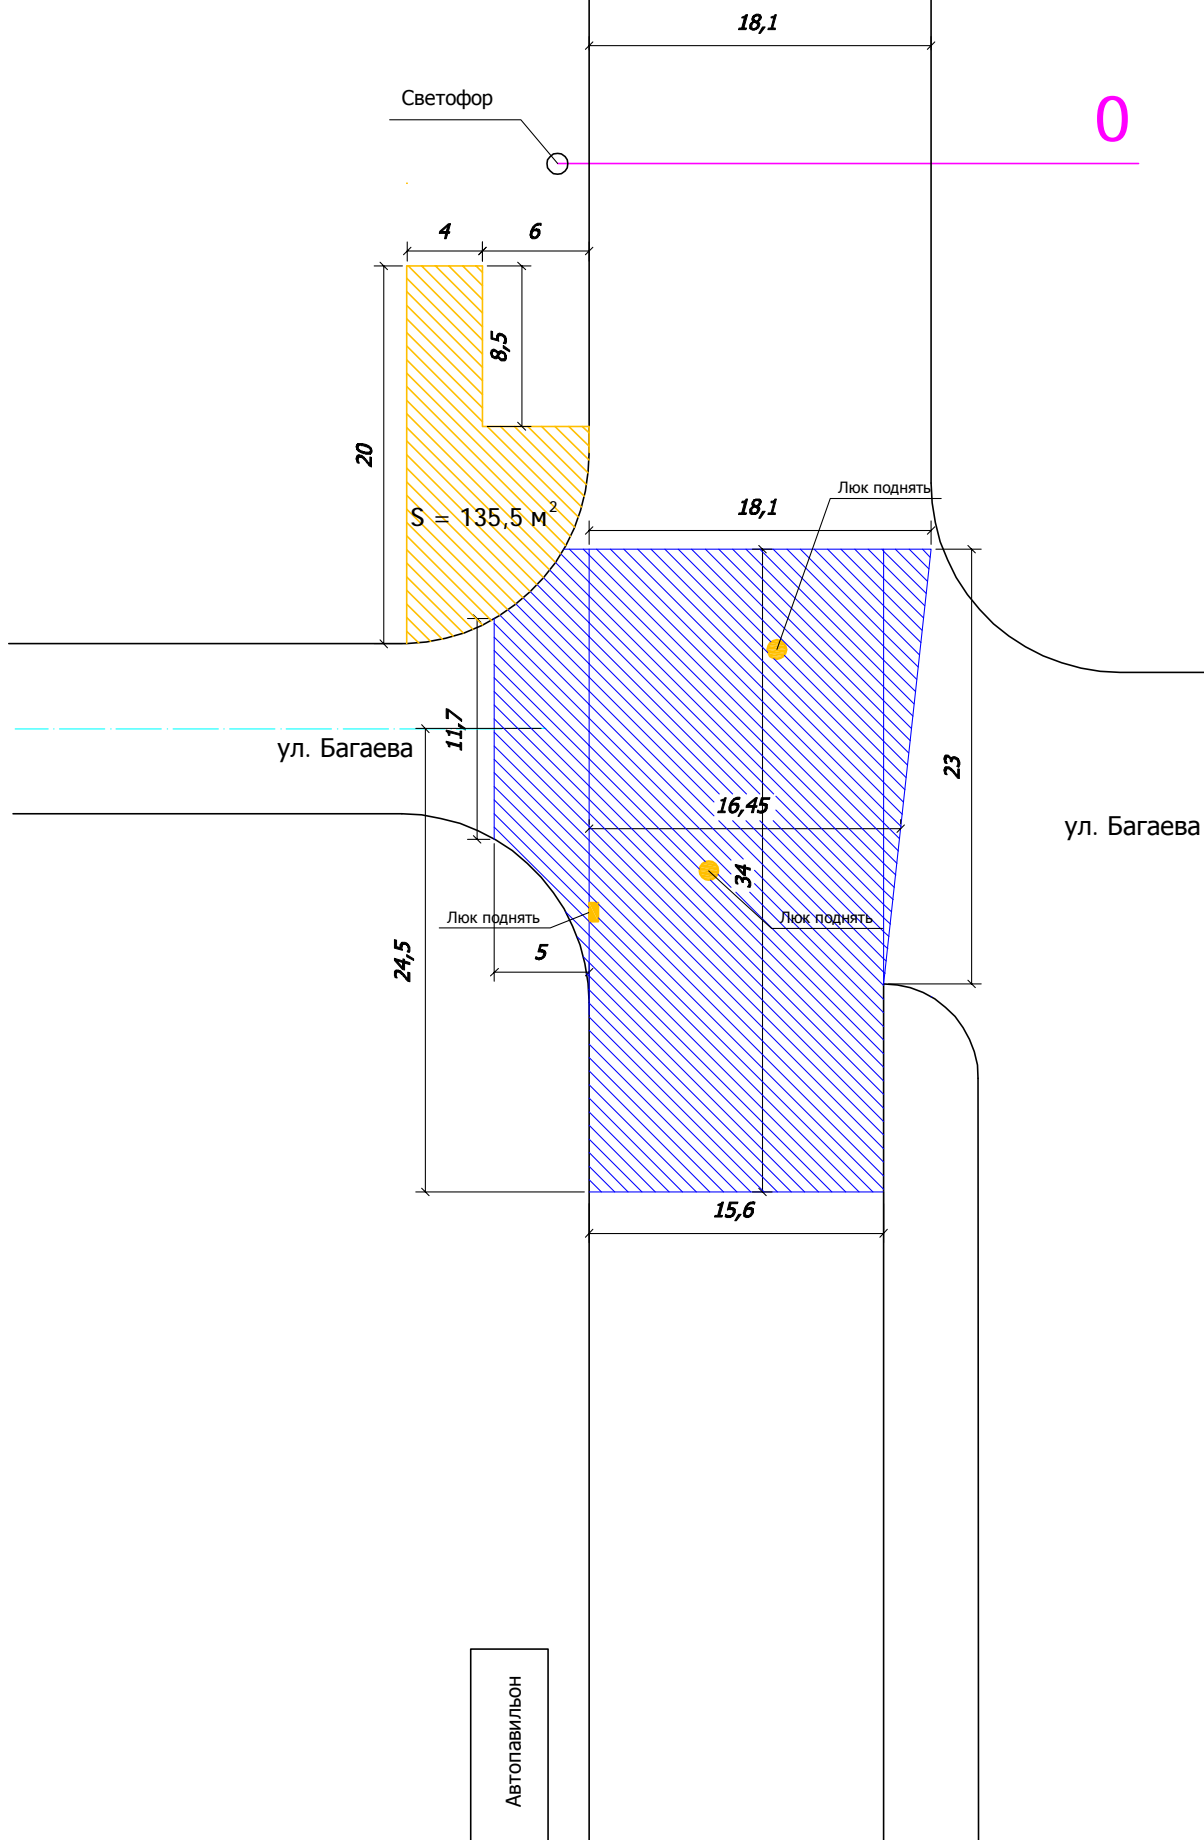 18,1
Светофор
0
4
6
8,5
20
Люк поднять
S = 135,5 м²
18,1
11,7
ул. Багаева
23
16,45
ул. Багаева
34
Люк поднять
Люк поднять
24,5
5
15,6
Автопавильон